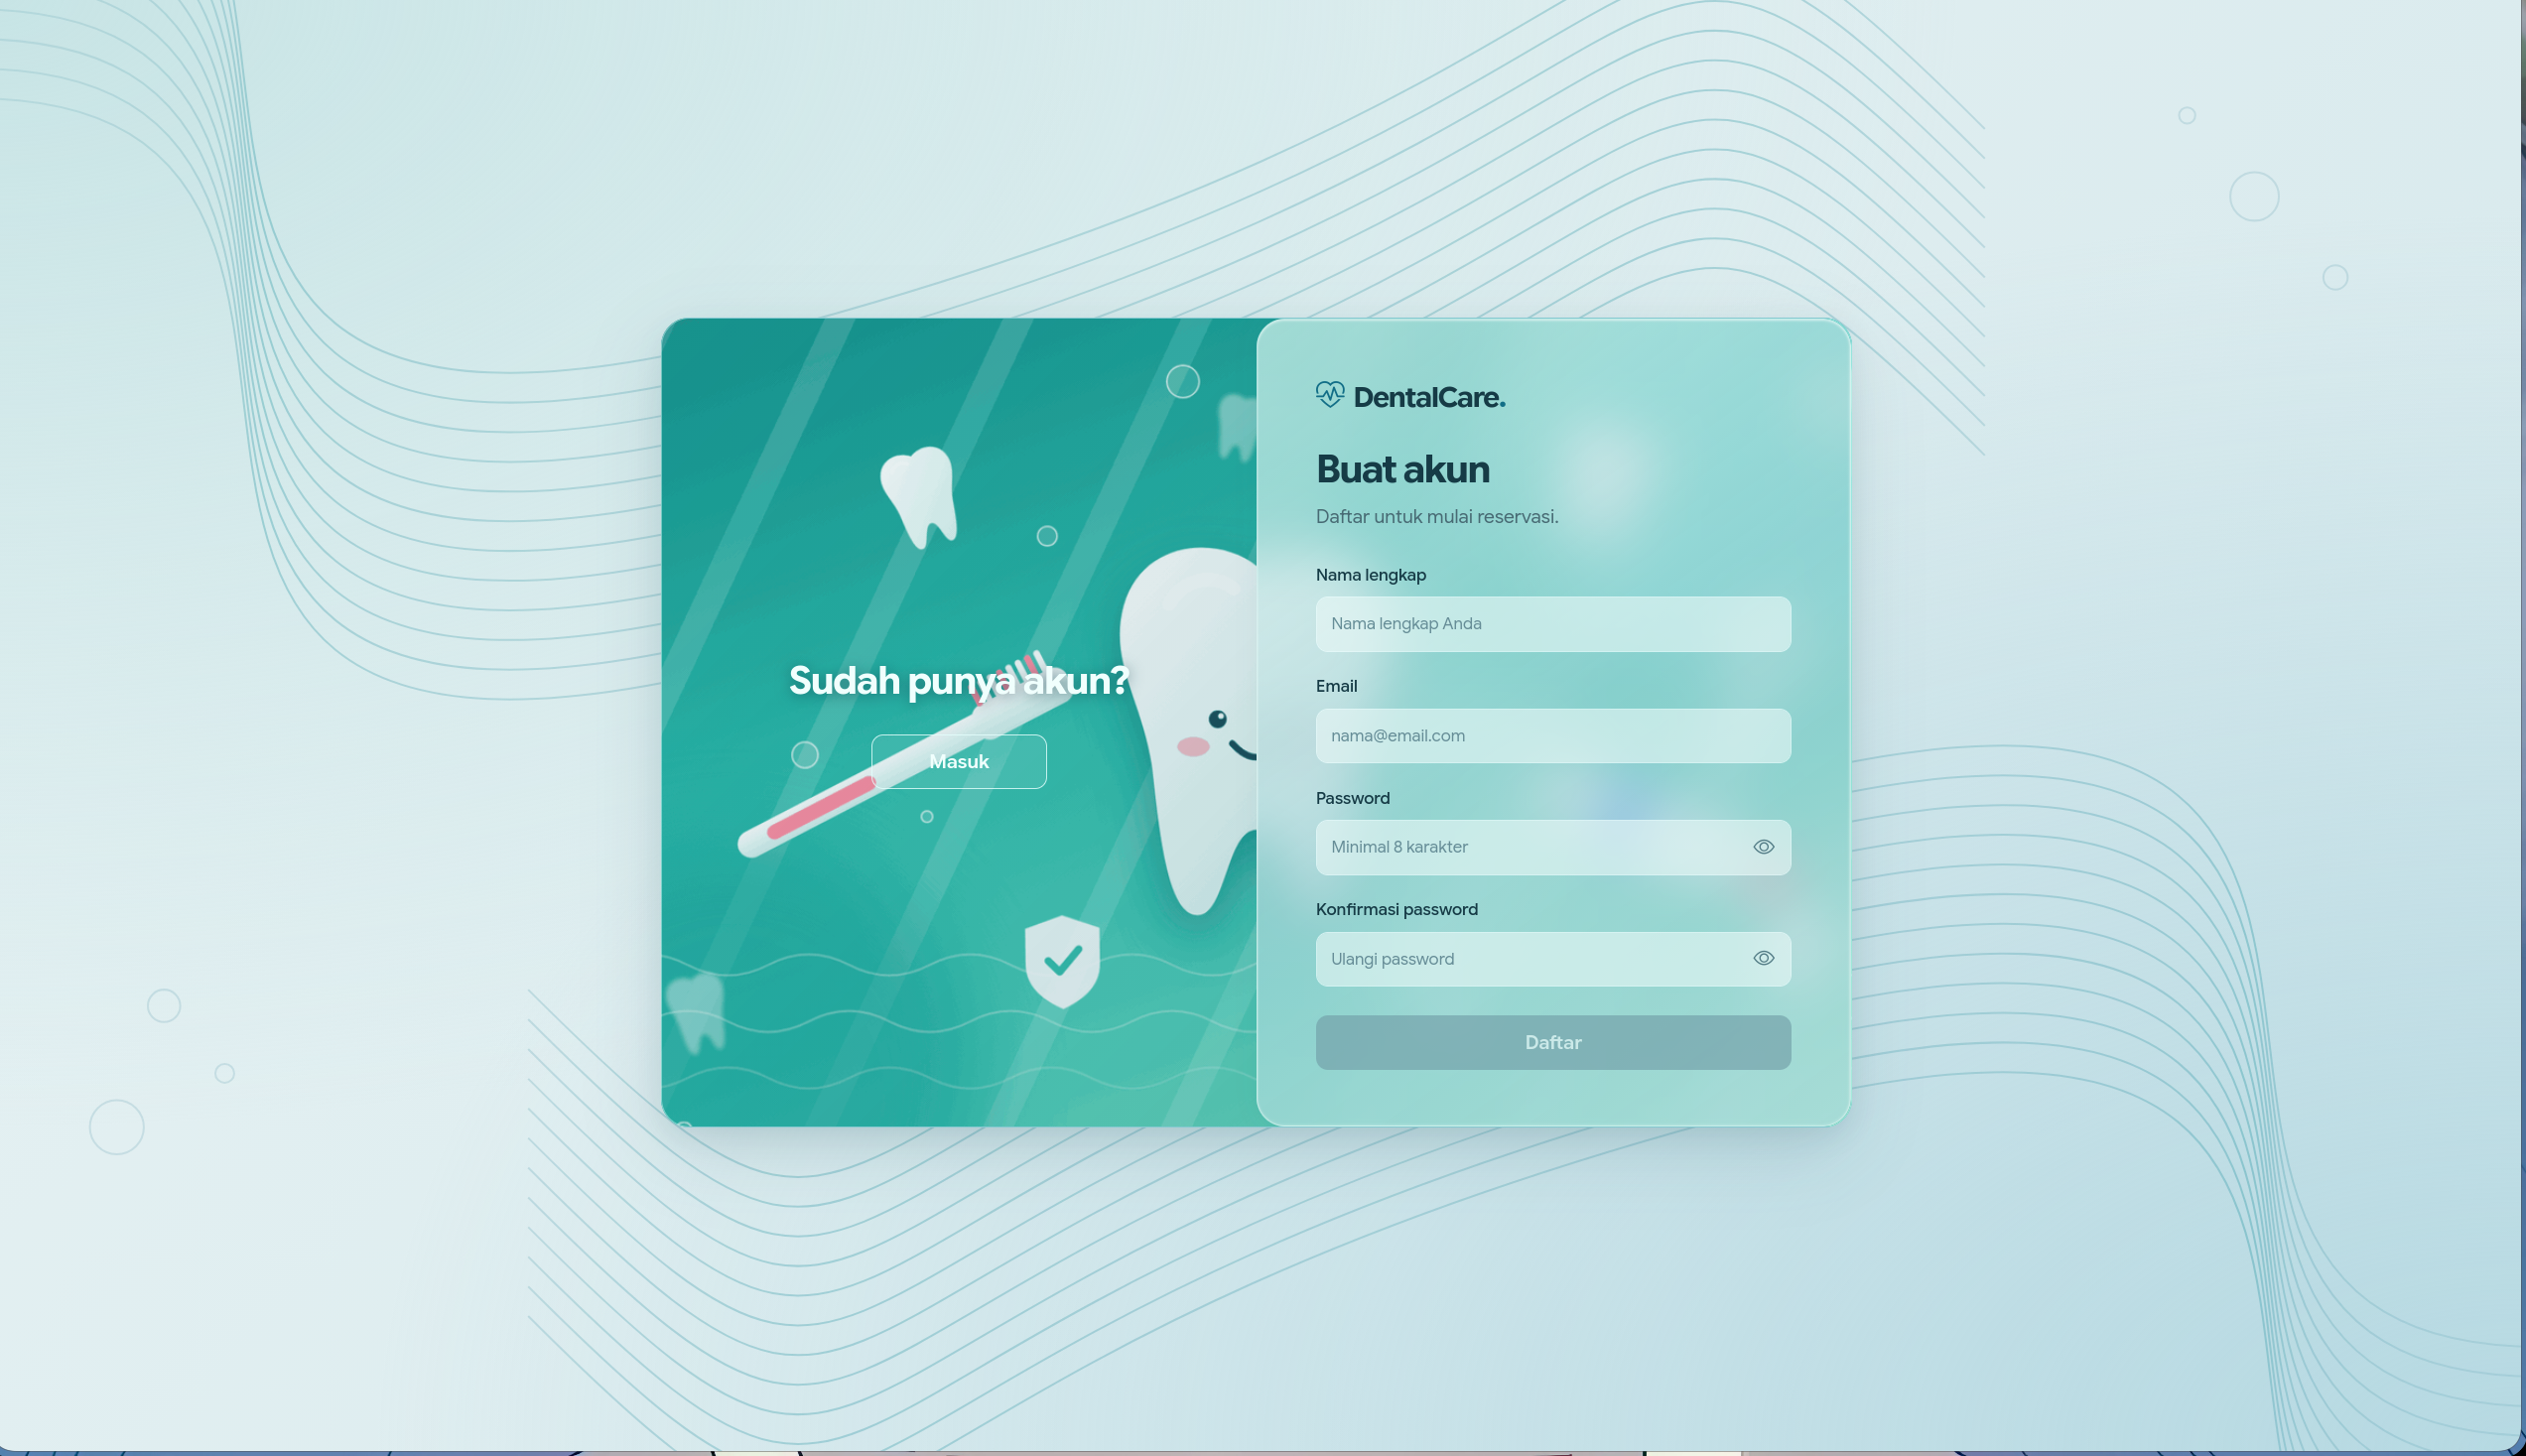 Sudah punya akun?
Masuk
DentalCare.
Buat akun
Daftar untuk mulai reservasi.
Nama lengkap
Nama lengkap Anda
Email
nama@email.com
Password
Minimal 8 karakter
Konfirmasi password
Ulangi password
Daftar